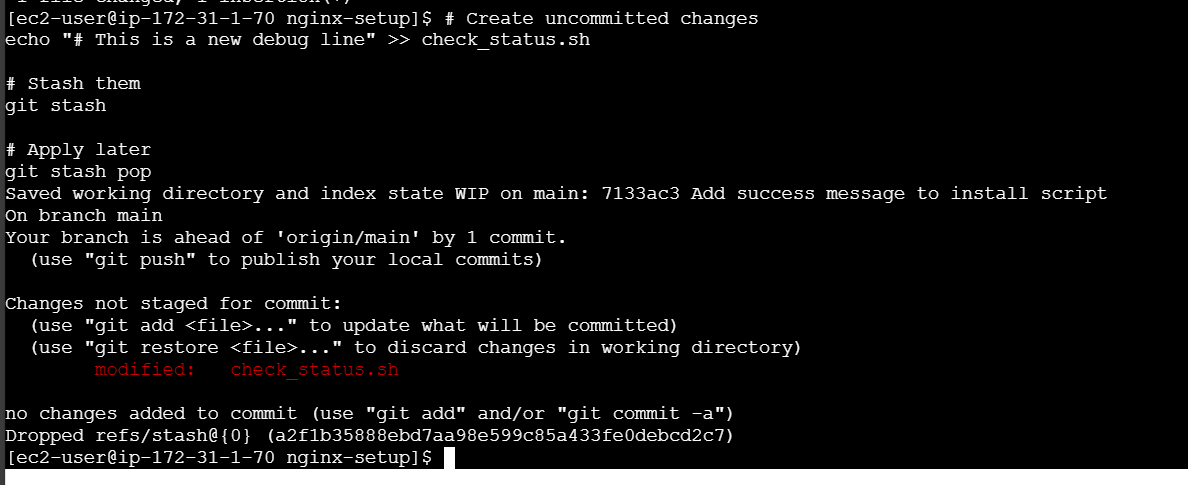 1 file changed, 1 insertion(+)
[ec2-user@ip-172-31-1-70 nginx-setup]$ # Create uncommitted changes
echo "# This is a new debug line" >> check_status.sh
# Stash them
git stash
# Apply later
git stash pop
Saved working directory and index state WIP on main: 7133ac3 Add success message to install script
On branch main
Your branch is ahead of 'origin/main' by 1 commit.
(use "git push" to publish your local commits)
Changes not staged for commit:
(use "git add <file>..." to update what will be committed)
(use "git restore <file>..." to discard changes in working directory)
modified: check_status.sh
no changes added to commit (use "git add" and/or "git commit -a")
Dropped refs/stash@{0} (a2f1b35888ebd7aa98e599c85a433fe0debcd2c7)
[ec2-user@ip-172-31-1-70 nginx-setup]$